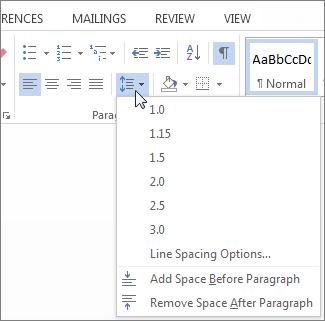 RENCES MAILINGS REVIEW VIEW
AaBbCcDc
¶ Normal
Parag
1.0
1.15
1.5
2.0
2.5
3.0
Line Spacing Options...
Add Space Before Paragraph
Remove Space After Paragraph